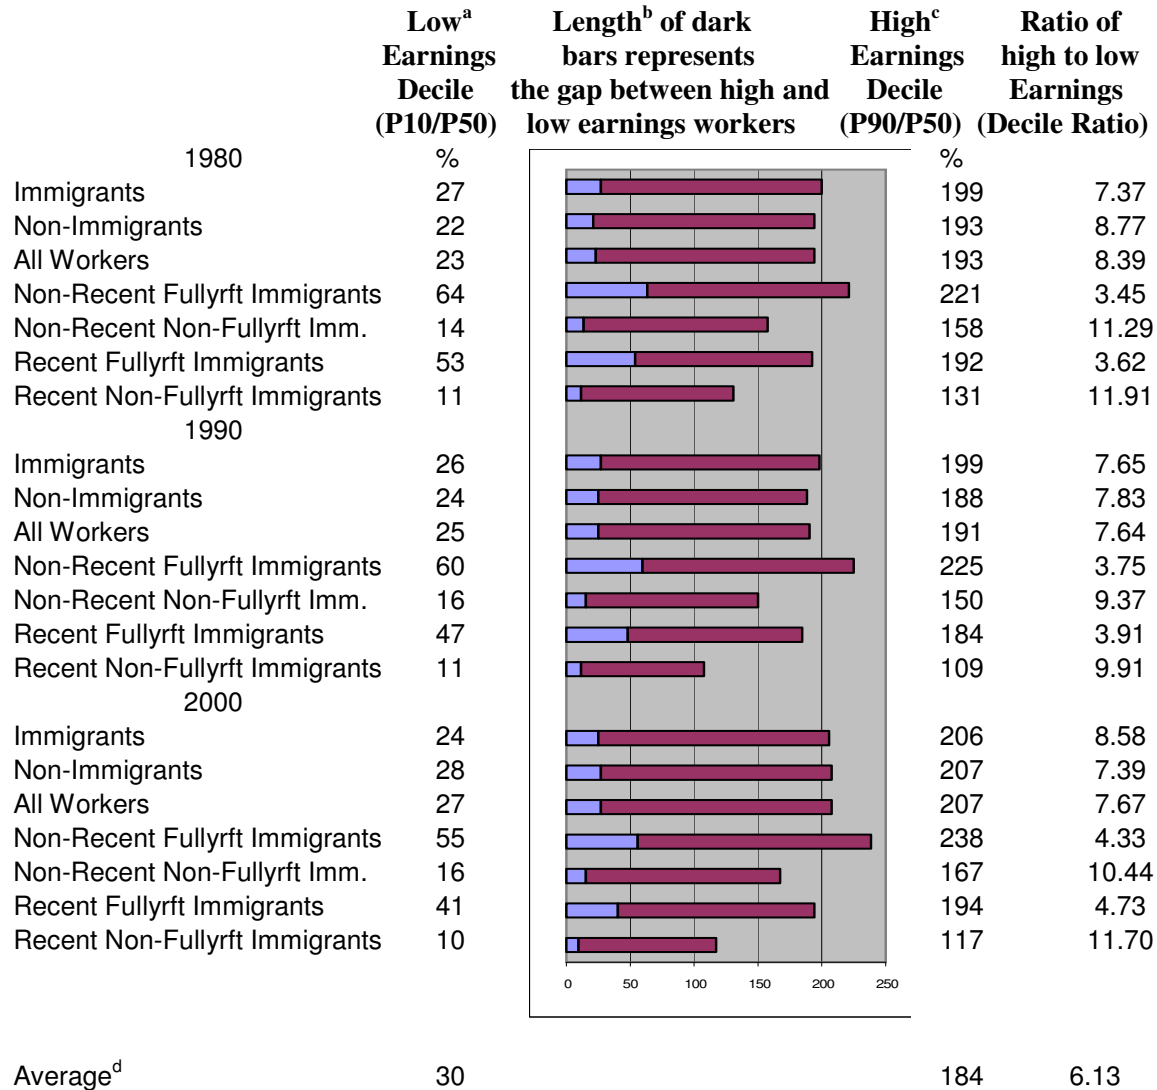 Low^a Length^b of dark High^c Ratio of
Earnings bars represents Earnings high to low
Decile the gap between high and Decile Earnings
(P10/P50) low earnings workers (P90/P50) (Decile Ratio)
1980 % %
Immigrants 27 199 7.37
Non-Immigrants 22 193 8.77
All Workers 23 193 8.39
Non-Recent Fullyrft Immigrants 64 221 3.45
Non-Recent Non-Fullyrft Imm. 14 158 11.29
Recent Fullyrft Immigrants 53 192 3.62
Recent Non-Fullyrft Immigrants 11 131 11.91
1990
Immigrants 26 199 7.65
Non-Immigrants 24 188 7.83
All Workers 25 191 7.64
Non-Recent Fullyrft Immigrants 60 225 3.75
Non-Recent Non-Fullyrft Imm. 16 150 9.37
Recent Fullyrft Immigrants 47 184 3.91
Recent Non-Fullyrft Immigrants 11 109 9.91
2000
Immigrants 24 206 8.58
Non-Immigrants 28 207 7.39
All Workers 27 207 7.67
Non-Recent Fullyrft Immigrants 55 238 4.33
Non-Recent Non-Fullyrft Imm. 16 167 10.44
Recent Fullyrft Immigrants 41 194 4.73
Recent Non-Fullyrft Immigrants 10 117 11.70
0 50 100 150 200 250
Average^d 30 184 6.13